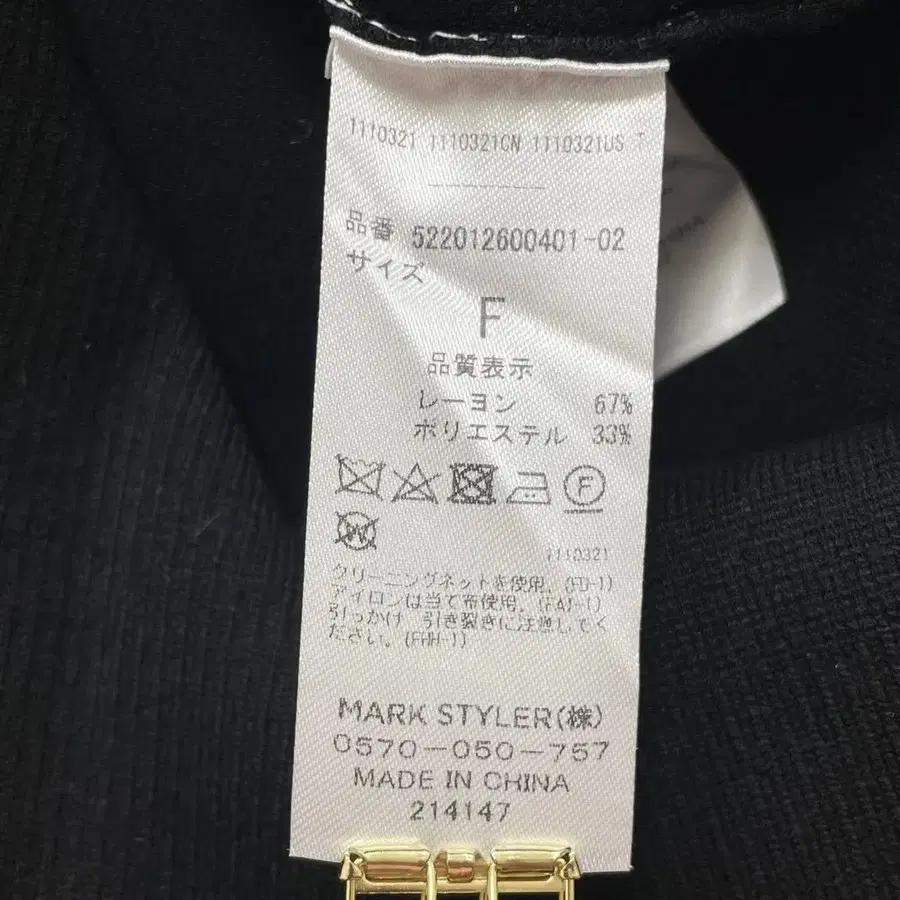 1110321 1110321CN 1110321US T
品番 522012600401-02
サイズ
F
品質表示
レーヨン 67%
ポリエステル 33%
F
W
1110321
クリーニングネットを使用。(FD-1)
アイロンは当て布使用。(FAI-1)
引っかけ 引き裂きに注意してく
ださい。(FHH-1)
MARK STYLER(株)
0570-050-757
MADE IN CHINA
214147